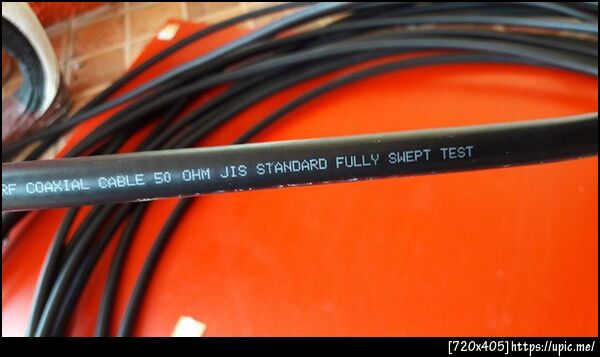 RF COAXIAL CABLE 50 OHM JIS STANDARD FULLY SWEPT TEST
[720x405]https://upic.me/